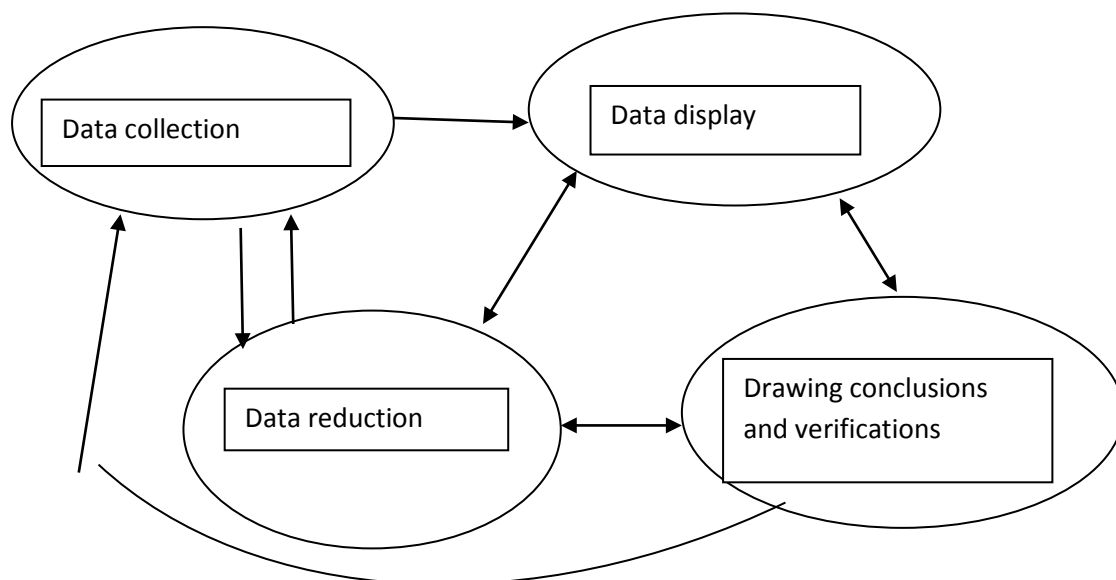 Data collection
Data display
Data reduction
Drawing conclusions
and verifications